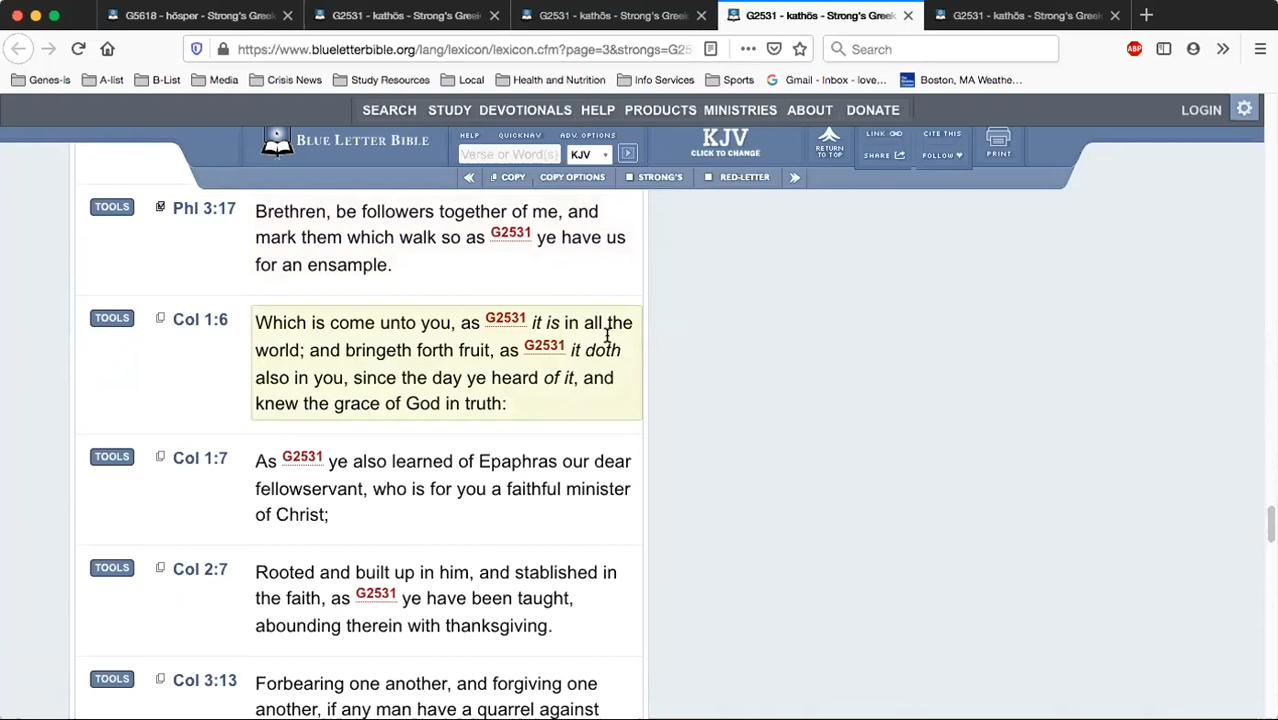 G5618 - hōsper - Strong's Greek
G2531 - kathōs - Strong's Greek
G2531 - kathōs - Strong's Greek
G2531 - kathōs - Strong's Greek
G2531 - kathōs - Strong's Greek
https://www.blueletterbible.org/lang/lexicon/lexicon.cfm?page=3&strongs=G25
Search
ABP
Genes-is A-list B-List Media Crisis News Study Resources Local Health and Nutrition Info Services Sports Gmail - Inbox - love... Boston, MA Weathe...
SEARCH STUDY DEVOTIONALS HELP PRODUCTS MINISTRIES ABOUT DONATE LOGIN
BLUE LETTER BIBLE
HELP QUICKNAV ADV. OPTIONS
Verse or Word(s) KJV
KJV
CLICK TO CHANGE
RETURN
TO TOP
LINK
SHARE
CITE THIS
FOLLOW
PRINT
COPY COPY OPTIONS STRONG'S RED-LETTER
TOOLS Phl 3:17 Brethren, be followers together of me, and
mark them which walk so as G2531 ye have us
for an ensample.
TOOLS Col 1:6 Which is come unto you, as G2531 it is in all the
world; and bringeth forth fruit, as G2531 it doth
also in you, since the day ye heard of it, and
knew the grace of God in truth:
TOOLS Col 1:7 As G2531 ye also learned of Epaphras our dear
fellowservant, who is for you a faithful minister
of Christ;
TOOLS Col 2:7 Rooted and built up in him, and stablished in
the faith, as G2531 ye have been taught,
abounding therein with thanksgiving.
TOOLS Col 3:13 Forbearing one another, and forgiving one
another, if any man have a quarrel against